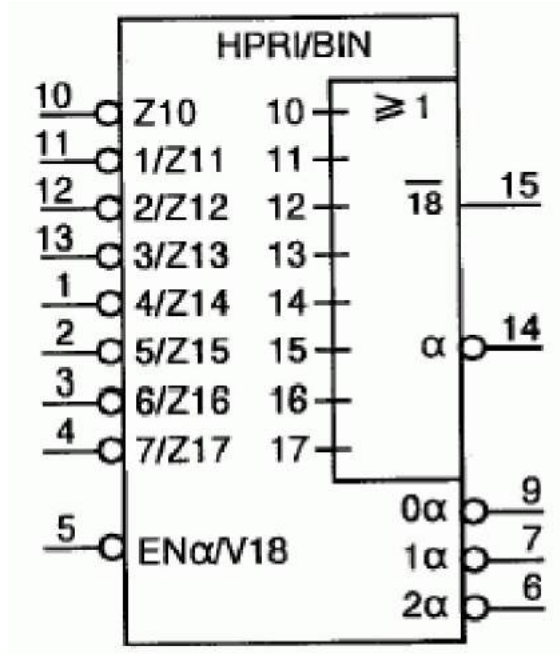 HPRI/BIN
10 Z10 10 ⩾ 1
11 1/Z11 11
12 2/Z12 12 1̅8̅ 15
13 3/Z13 13
1 4/Z14 14
2 5/Z15 15 α 14
3 6/Z16 16
4 7/Z17 17
0α 9
5 ENα/V18 1α 7
2α 6